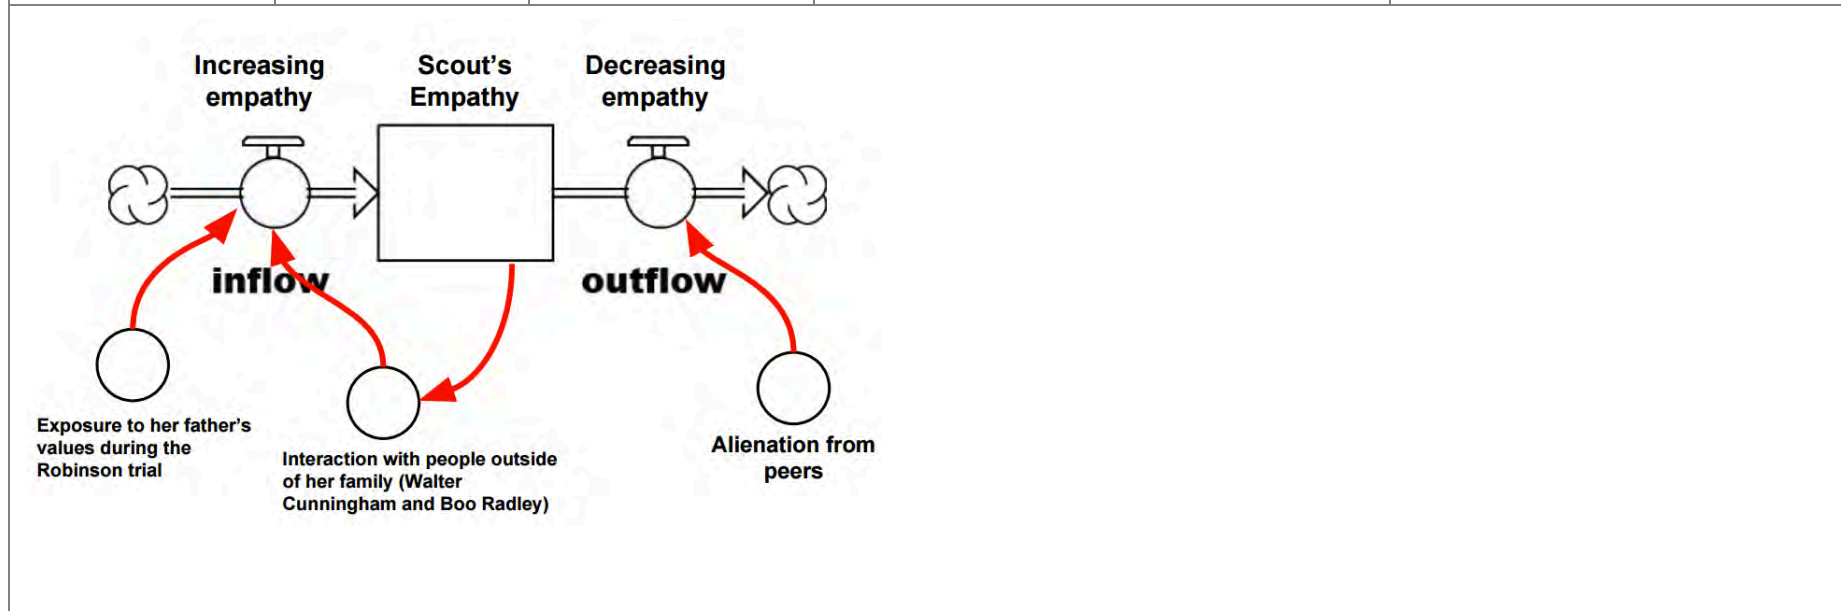 Increasing
empathy
Scout's
Empathy
Decreasing
empathy
inflow
outflow
Exposure to her father's
values during the
Robinson trial
Interaction with people outside
of her family (Walter
Cunningham and Boo Radley)
Alienation from
peers